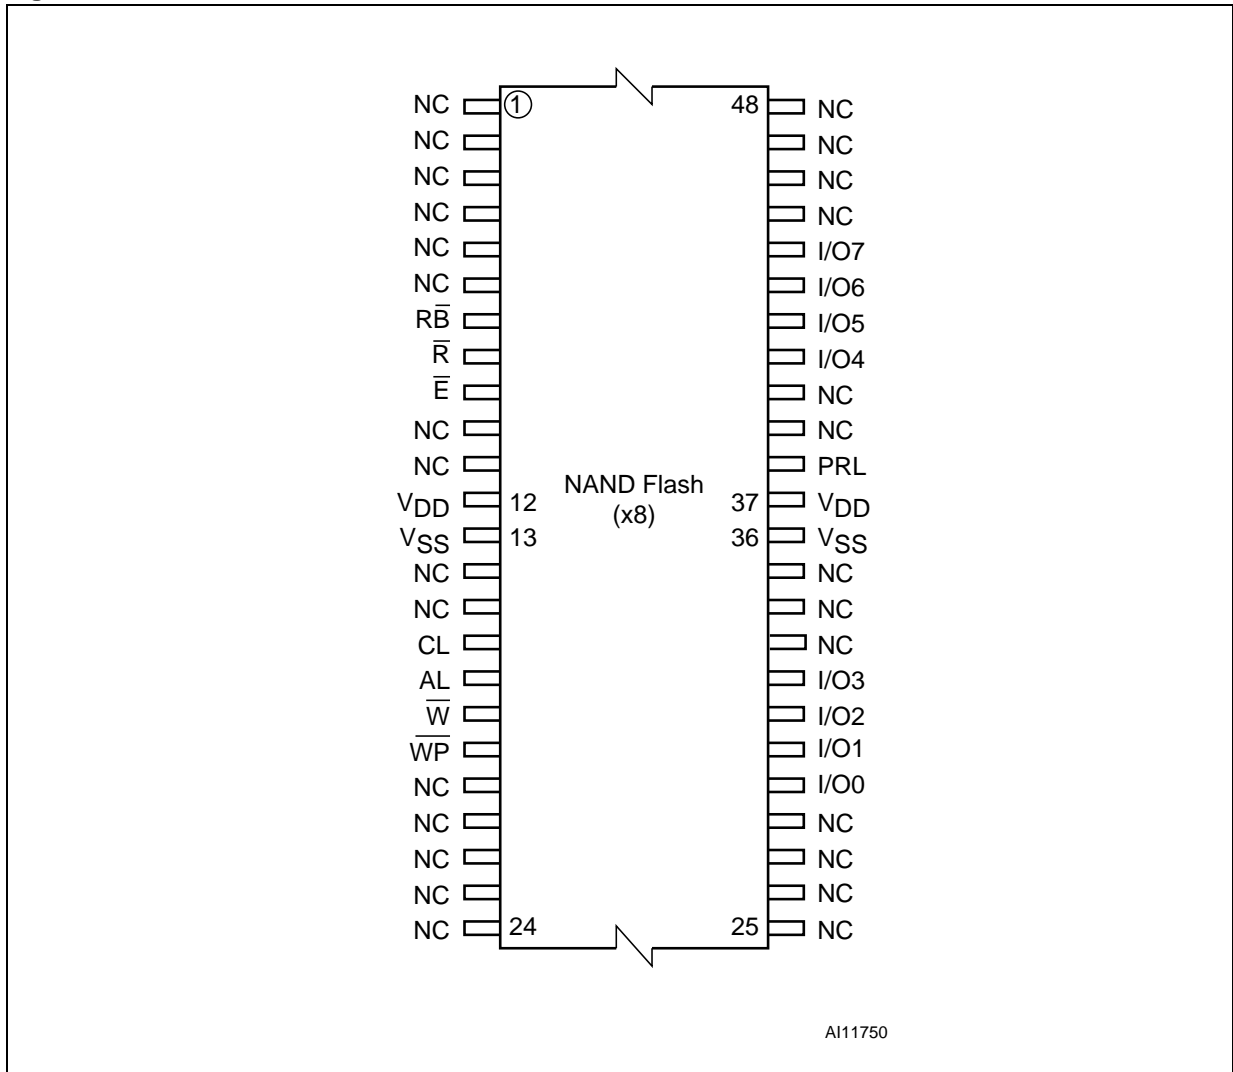 NC 1 48 NC
NC NC
NC NC
NC NC
NC I/O7
NC I/O6
RB̅ I/O5
R̅ I/O4
E̅ NC
NC NC
NC PRL
NAND Flash
(x8)
VDD 12 37 VDD
VSS 13 36 VSS
NC NC
NC NC
CL NC
AL I/O3
W̅ I/O2
W̅P̅ I/O1
NC I/O0
NC NC
NC NC
NC NC
NC 24 25 NC
AI11750